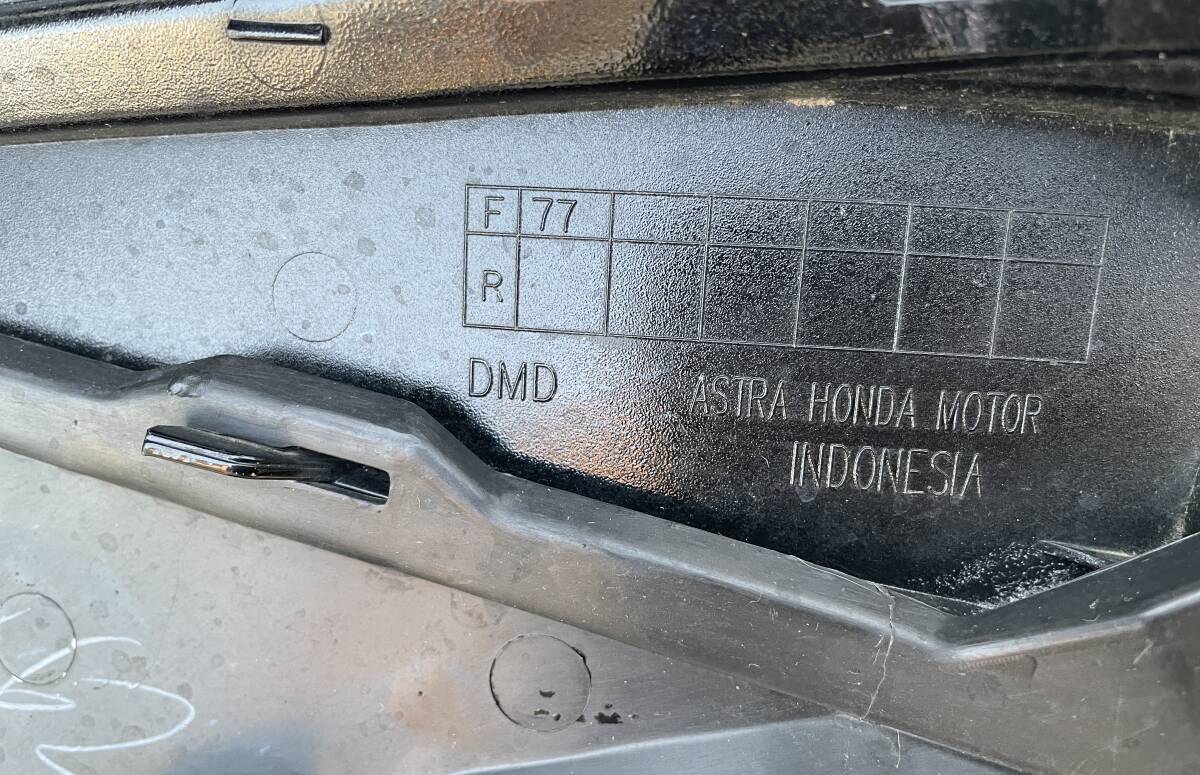 F 77
R
DMD
ASTRA HONDA MOTOR
INDONESIA